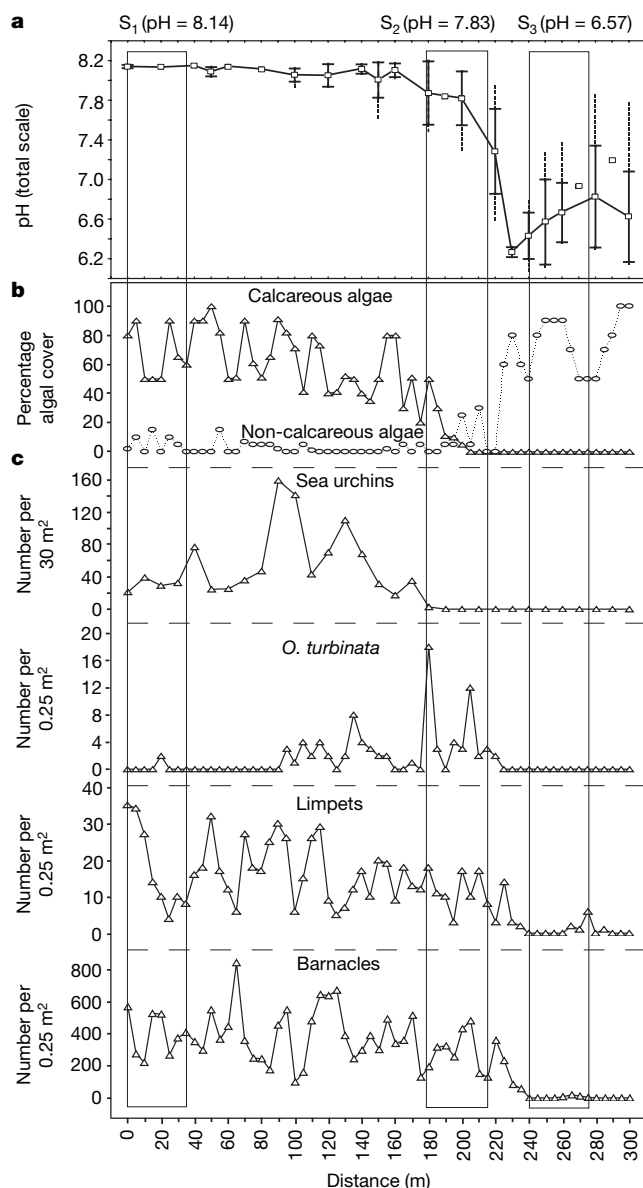 a
S₁ (pH = 8.14) S₂ (pH = 7.83) S₃ (pH = 6.57)
8.2
7.8
7.4
7.0
6.6
6.2
pH (total scale)
b
Calcareous algae
100
80
60
40
20
0
Percentage
algal cover
Non-calcareous algae
c
Sea urchins
160
120
80
40
0
Number per
30 m²
O. turbinata
20
16
12
8
4
0
Number per
0.25 m²
Limpets
40
30
20
10
0
Number per
0.25 m²
Barnacles
800
600
400
200
0
Number per
0.25 m²
0 20 40 60 80 100 120 140 160 180 200 220 240 260 280 300
Distance (m)